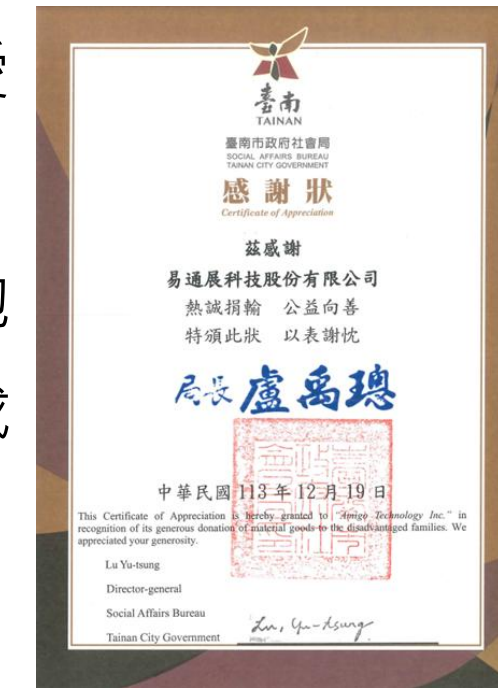 臺南
TAINAN
臺南市政府社會局
SOCIAL AFFAIRS BUREAU
TAINAN CITY GOVERNMENT
感謝狀
Certificate of Appreciation
茲感謝
易通展科技股份有限公司
熱誠捐輸 公益向善
特頒此狀 以表謝忱
局長 盧禹璁
中華民國 113 年 12 月 19 日
This Certificate of Appreciation is hereby granted to "Amigo Technology Inc." in
recognition of its generous donation of material goods to the disadvantaged families. We
appreciated your generosity.
Lu Yu-tsung
Director-general
Social Affairs Bureau
Tainan City Government
Lu, Yu-tsung